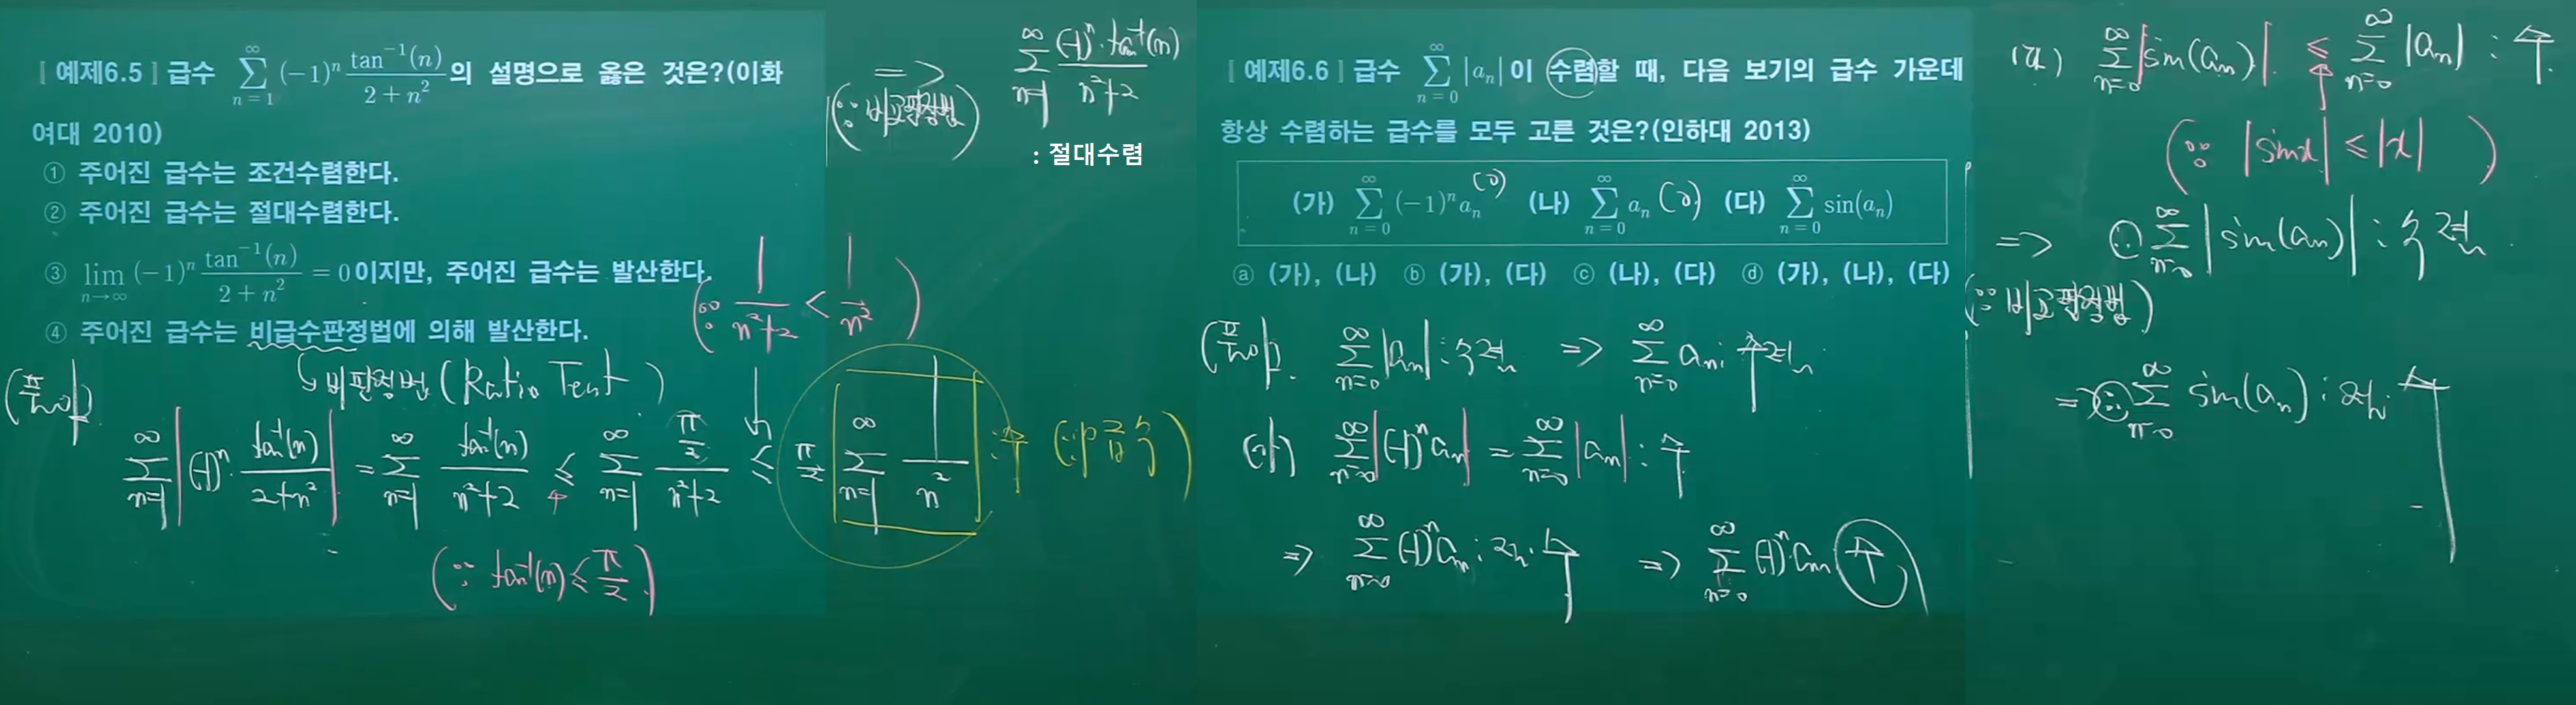 [ 예제6.5 ] 급수 $\sum_{n=1}^{\infty} (-1)^n \frac{\tan^{-1}(n)}{2+n^2}$의 설명으로 옳은 것은?(이화
여대 2010)
① 주어진 급수는 조건수렴한다.
② 주어진 급수는 절대수렴한다.
③ $\lim_{n \to \infty} (-1)^n \frac{\tan^{-1}(n)}{2+n^2} = 0$이지만, 주어진 급수는 발산한다.
④ 주어진 급수는 비급수판정법에 의해 발산한다.
↳ 비판정법 (Ratio Test)
(풀이)
$\sum_{n=1}^{\infty} \left| (-1)^n \cdot \frac{\tan^{-1}(n)}{2+n^2} \right| = \sum_{n=1}^{\infty} \frac{\tan^{-1}(n)}{n^2+2} \leq \sum_{n=1}^{\infty} \frac{\frac{\pi}{2}}{n^2+2} \leq \frac{\pi}{2} \sum_{n=1}^{\infty} \frac{1}{n^2}$ : 수 (∵ p급수)
(∵ $\tan^{-1}(n) \leq \frac{\pi}{2}$)
(∵ $\frac{1}{n^2+2} < \frac{1}{n^2}$)
⇒ $\sum_{n=1}^{\infty} \frac{(-1)^n \cdot \tan^{-1}(n)}{n^2+2}$
(∵ 비교판정법)
: 절대수렴
[ 예제6.6 ] 급수 $\sum_{n=0}^{\infty} |a_n|$이 수렴할 때, 다음 보기의 급수 가운데
항상 수렴하는 급수를 모두 고른 것은?(인하대 2013)
(가) $\sum_{n=0}^{\infty} (-1)^n a_n$ (o) (나) $\sum_{n=0}^{\infty} a_n$ (o) (다) $\sum_{n=0}^{\infty} \sin(a_n)$
ⓐ (가), (나) ⓑ (가), (다) ⓒ (나), (다) ⓓ (가), (나), (다)
(풀이). $\sum_{n=0}^{\infty} |a_n|$ : 수렴 ⇒ $\sum_{n=0}^{\infty} a_n$ : 수렴
(가) $\sum_{n=0}^{\infty} |(-1)^n a_n| = \sum_{n=0}^{\infty} |a_n|$ : 수
⇒ $\sum_{n=0}^{\infty} (-1)^n a_n$ : 절·수 ⇒ $\sum_{n=0}^{\infty} (-1)^n a_n$ 수
(다) $\sum_{n=0}^{\infty} |\sin(a_n)| \leq \sum_{n=0}^{\infty} |a_n|$ : 수.
(∵ $|\sin x| \leq |x|$)
⇒ ∴ $\sum_{n=0}^{\infty} |\sin(a_n)|$ : 수렴.
(∵ 비교판정법)
⇒ ∴ $\sum_{n=0}^{\infty} \sin(a_n)$ : 절·수